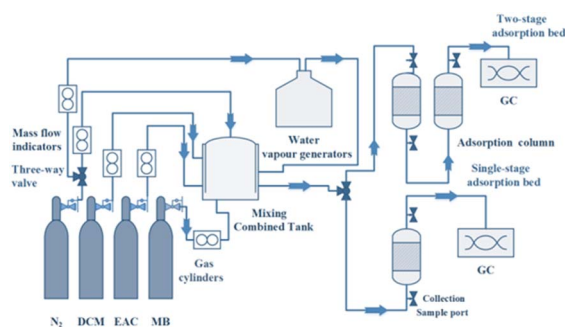 Two-stage
adsorption bed
GC
Mass flow
indicators
Water
vapour generators
Adsorption column
Three-way
valve
Single-stage
adsorption bed
Mixing
Combined Tank
Gas
cylinders
GC
Collection
Sample port
N₂ DCM EAC MB